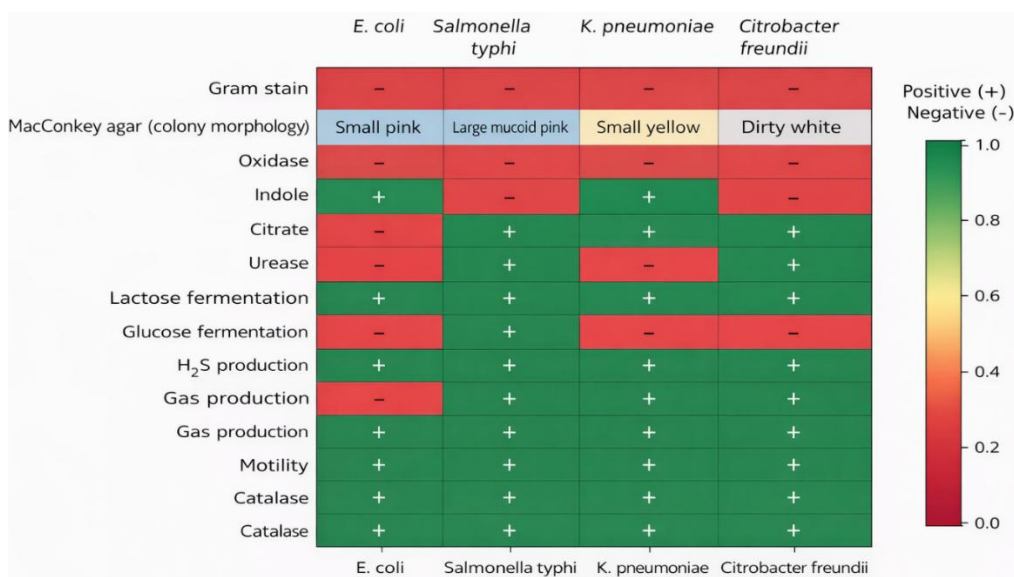 E. coli Salmonella typhi K. pneumoniae Citrobacter freundii
Gram stain – – – –
MacConkey agar (colony morphology) Small pink Large mucoid pink Small yellow Dirty white
Oxidase – – – –
Indole + – + –
Citrate – + + +
Urease – + – +
Lactose fermentation + + + +
Glucose fermentation – + – –
H₂S production + + + +
Gas production – + + +
Gas production + + + +
Motility + + + +
Catalase + + + +
Catalase + + + +
E. coli Salmonella typhi K. pneumoniae Citrobacter freundii
Positive (+)
Negative (–)
1.0
0.8
0.6
0.4
0.2
0.0